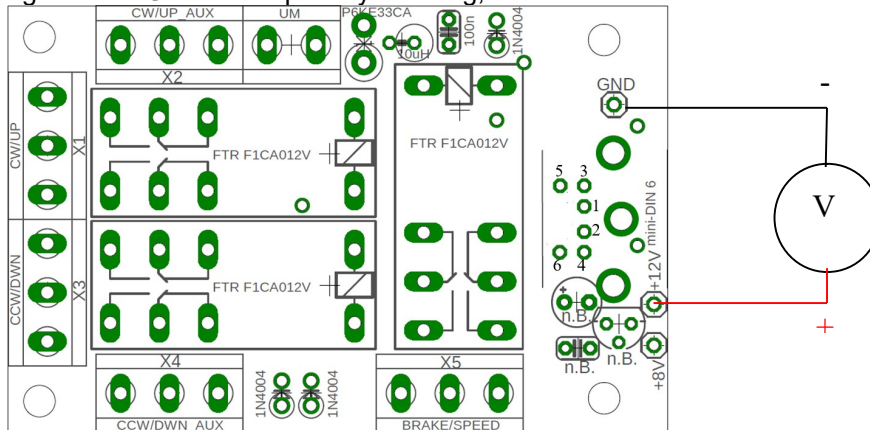 CW/UP_AUX
UM
P6KE33CA
10uH
100n
1N4004
X2
GND
-
CW/UP
X1
FTR F1CA012V
FTR F1CA012V
5 3
1
2
6 4
mini-DIN 6
V
CCW/DWN
X3
FTR F1CA012V
+12V
+
n.B.
n.B.
n.B.
+8V
+
X4
1N4004
1N4004
X5
CCW/DWN_AUX
BRAKE/SPEED